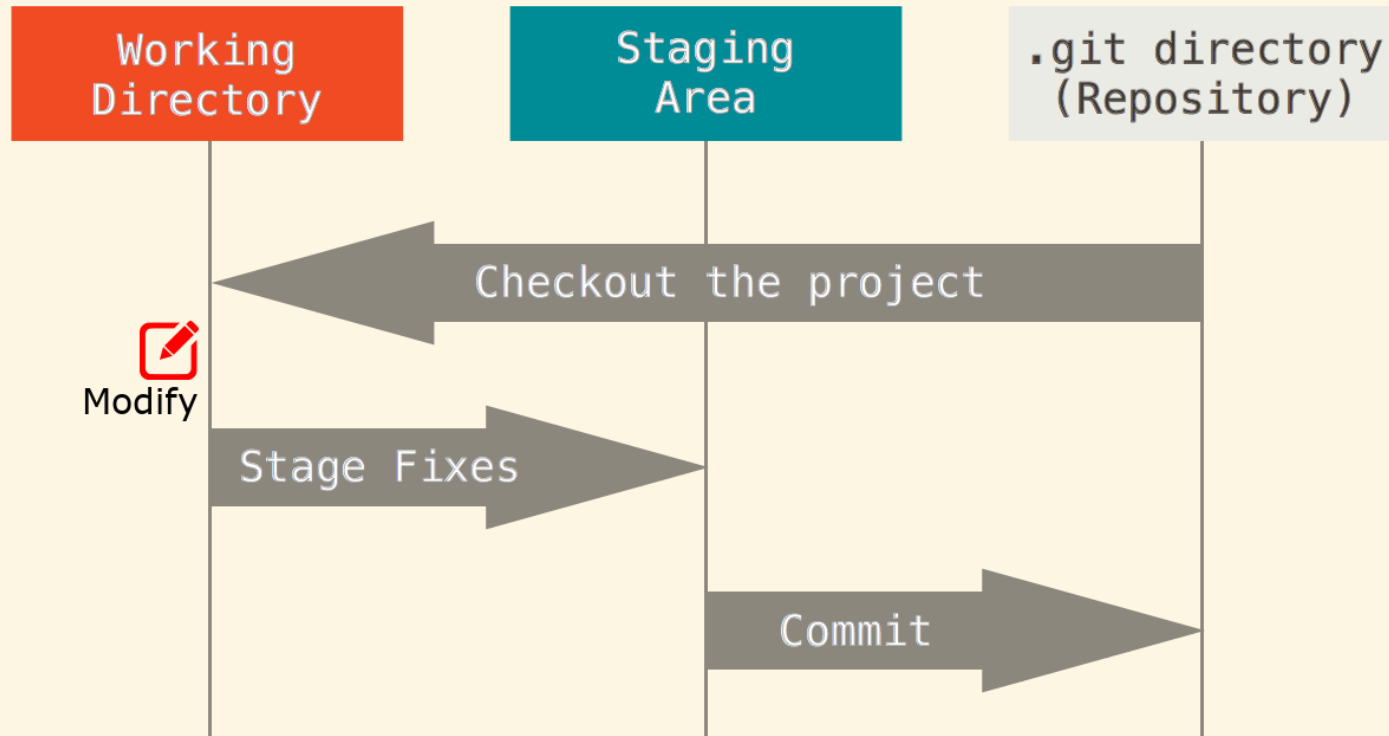 Working
Directory
Staging
Area
.git directory
(Repository)
Checkout the project
Modify
Stage Fixes
Commit